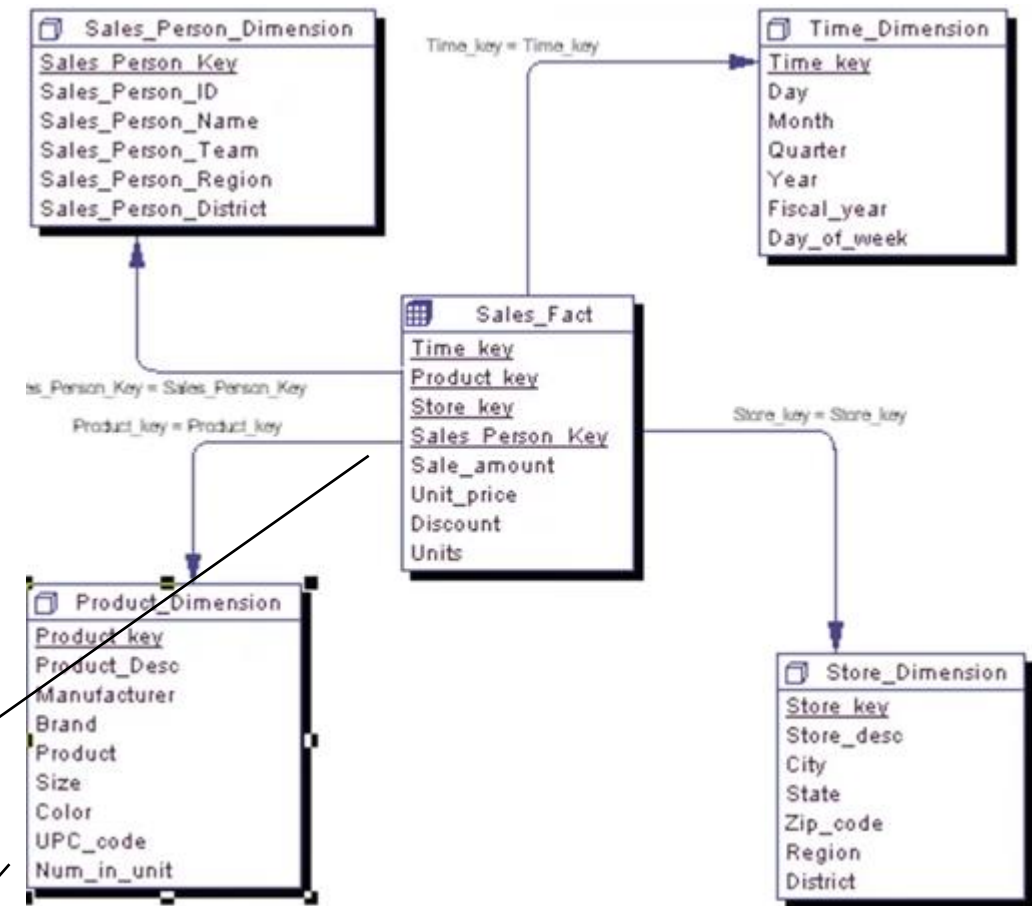 Sales_Person_Dimension
Sales_Person_Key
Sales_Person_ID
Sales_Person_Name
Sales_Person_Team
Sales_Person_Region
Sales_Person_District
Time_key = Time_key
Time_Dimension
Time_key
Day
Month
Quarter
Year
Fiscal_year
Day_of_week
Sales_Fact
Time_key
Product_key
Store_key
Sales_Person_Key
Sale_amount
Unit_price
Discount
Units
es_Person_Key = Sales_Person_Key
Product_key = Product_key
Store_key = Store_key
Product_Dimension
Product_key
Product_Desc
Manufacturer
Brand
Product
Size
Color
UPC_code
Num_in_unit
Store_Dimension
Store_key
Store_desc
City
State
Zip_code
Region
District